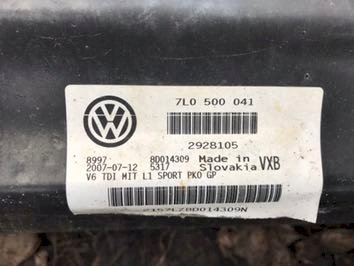 7L0 500 041
2928105
8997 8D014309 Made in VXB
2007-07-12 5317 Slovakia
V6 TDI MIT L1 SPORT PKO GP
2157LZ8D014309N